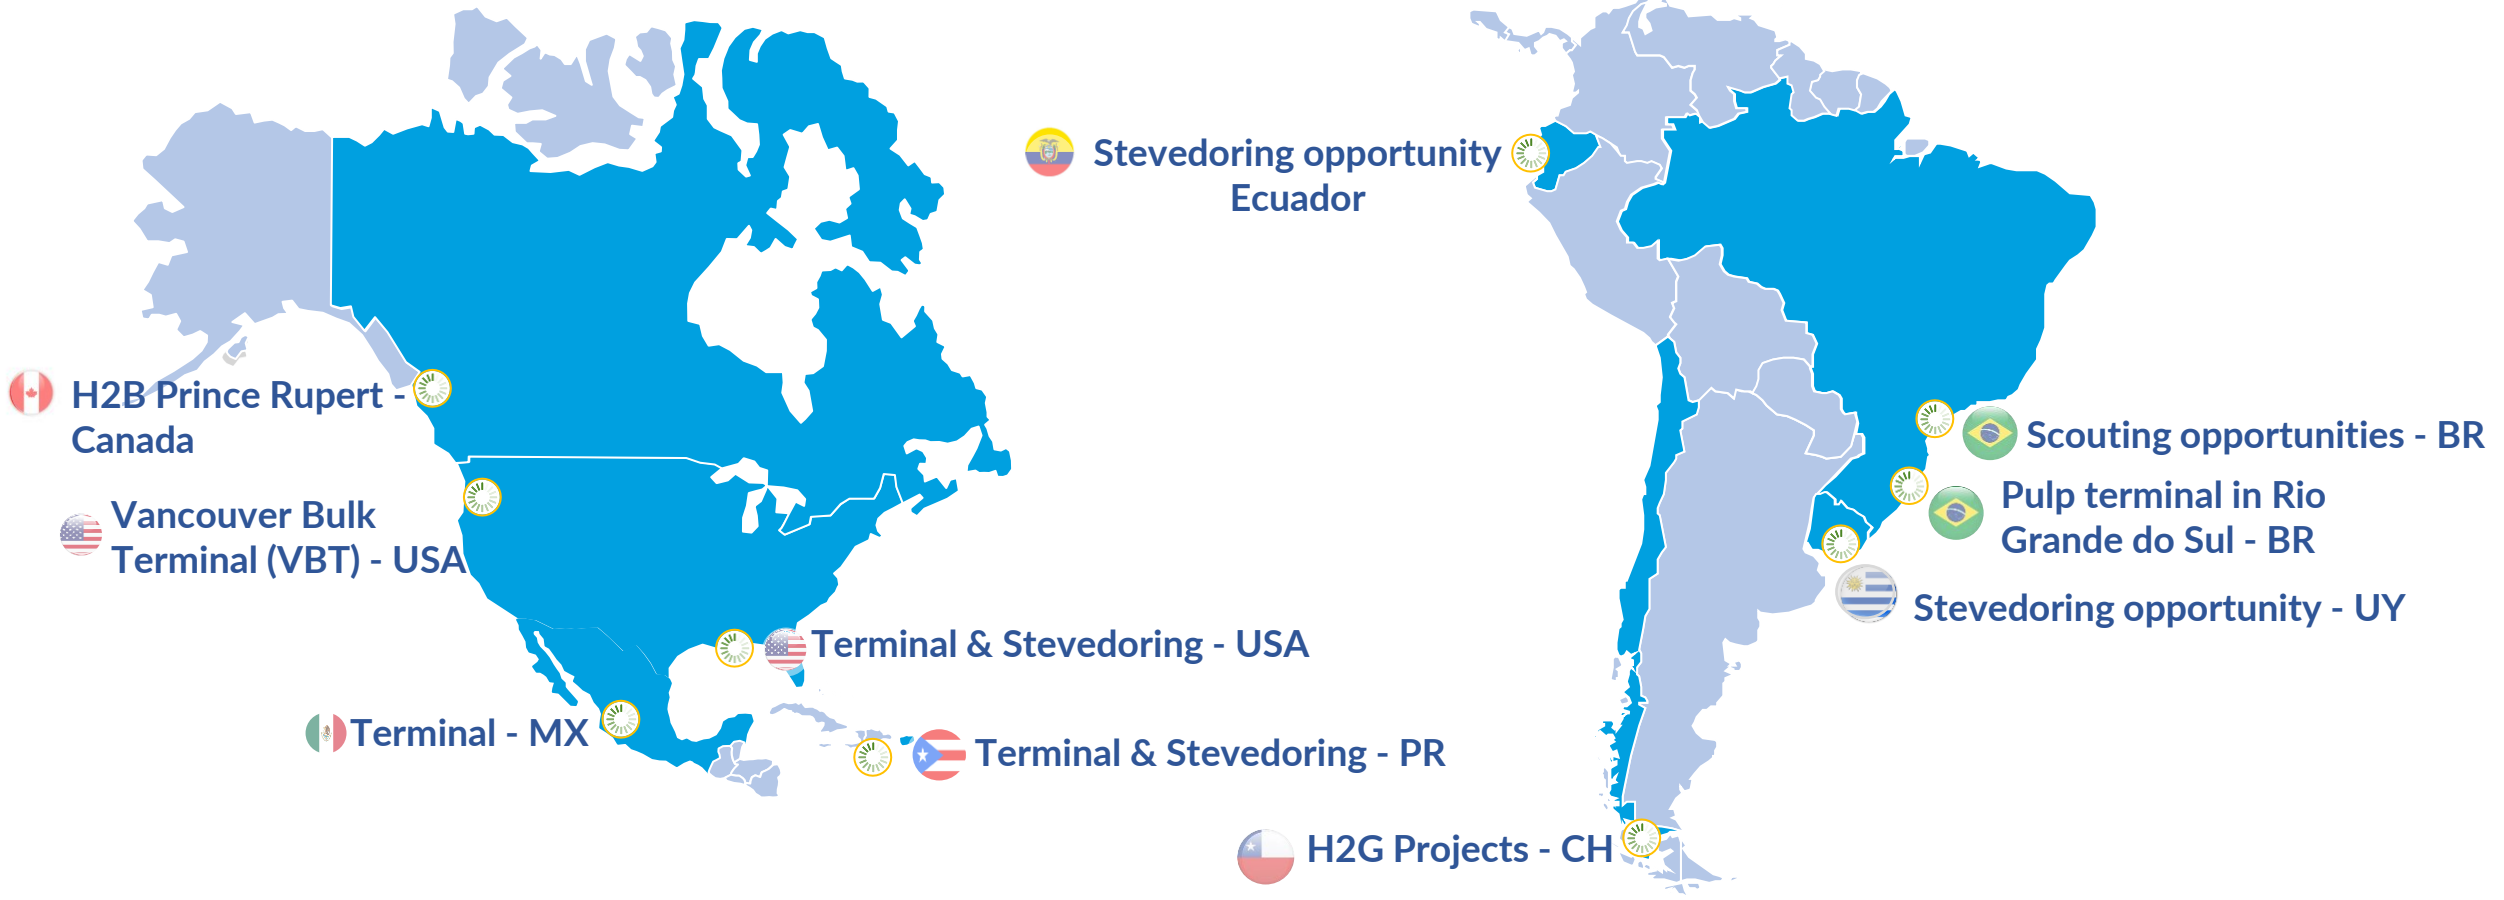 H2B Prince Rupert -
Canada
Vancouver Bulk
Terminal (VBT) - USA
Terminal & Stevedoring - USA
Terminal - MX
Terminal & Stevedoring - PR
Stevedoring opportunity
Ecuador
Scouting opportunities - BR
Pulp terminal in Rio
Grande do Sul - BR
Stevedoring opportunity - UY
H2G Projects - CH